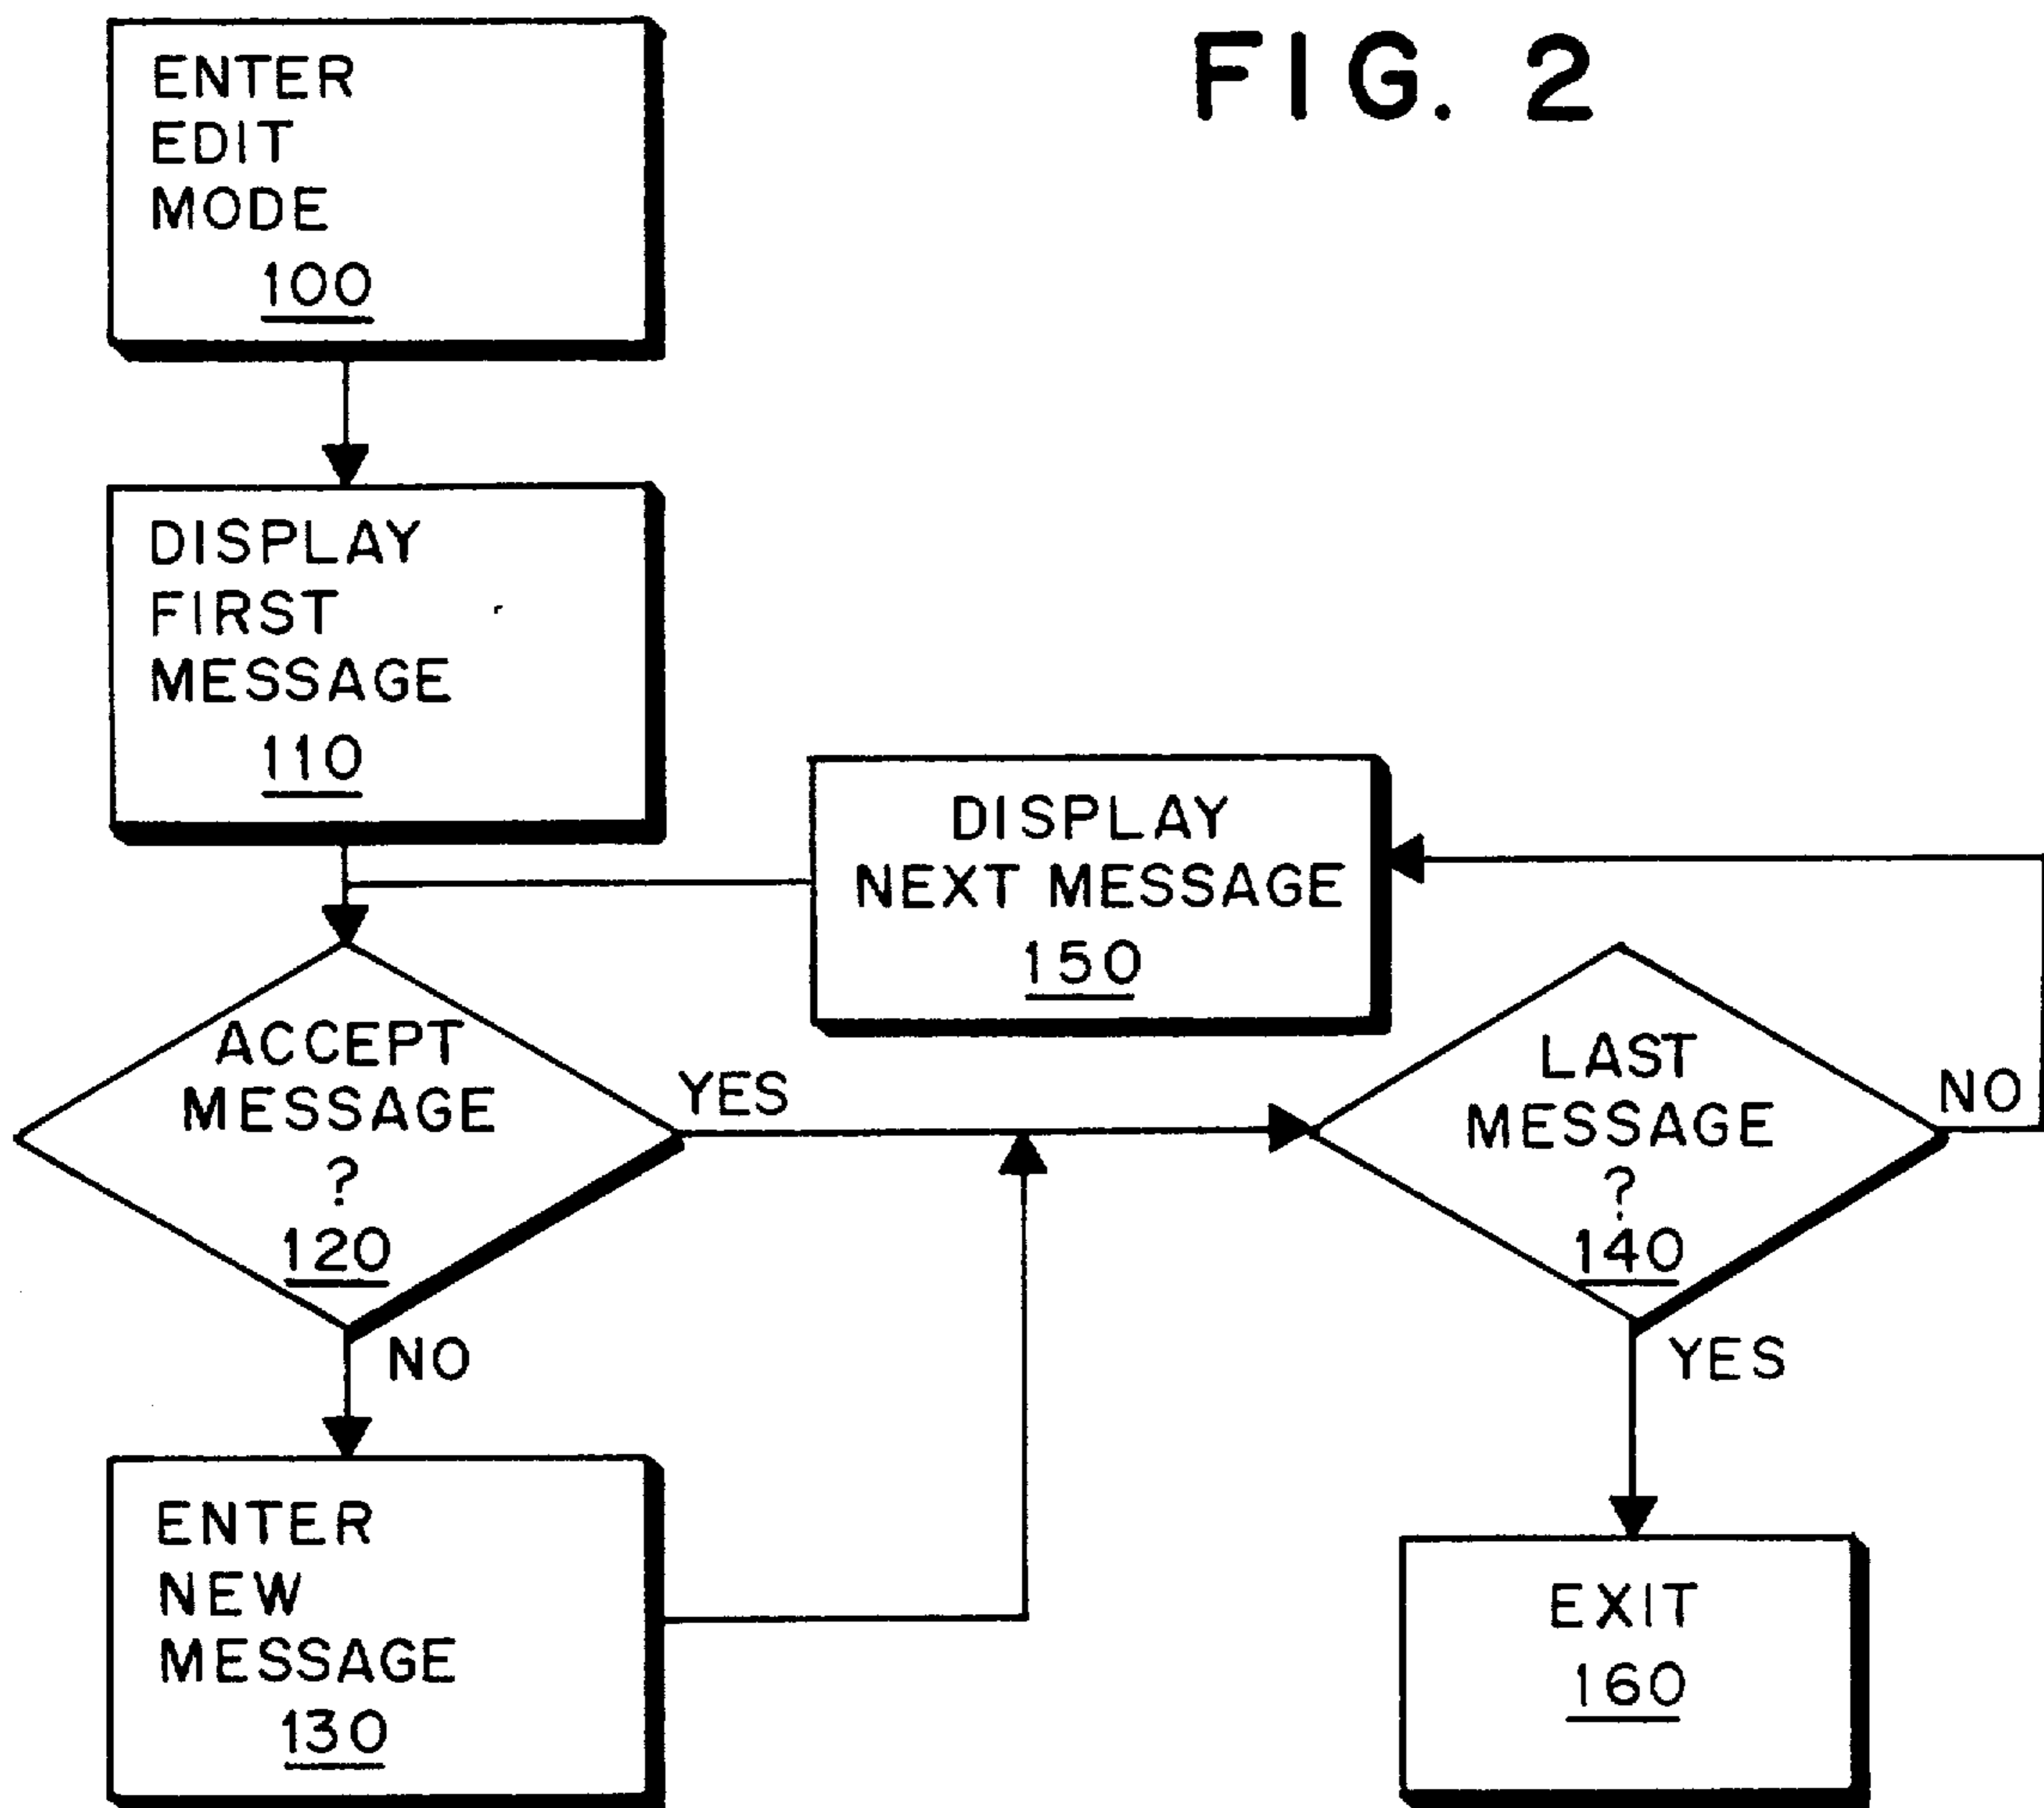 FIG. 2
ENTER
EDIT
MODE
100
DISPLAY
FIRST
MESSAGE
110
DISPLAY
NEXT MESSAGE
150
ACCEPT
MESSAGE
?
120
YES
NO
LAST
MESSAGE
?
140
NO
YES
ENTER
NEW
MESSAGE
130
EXIT
160